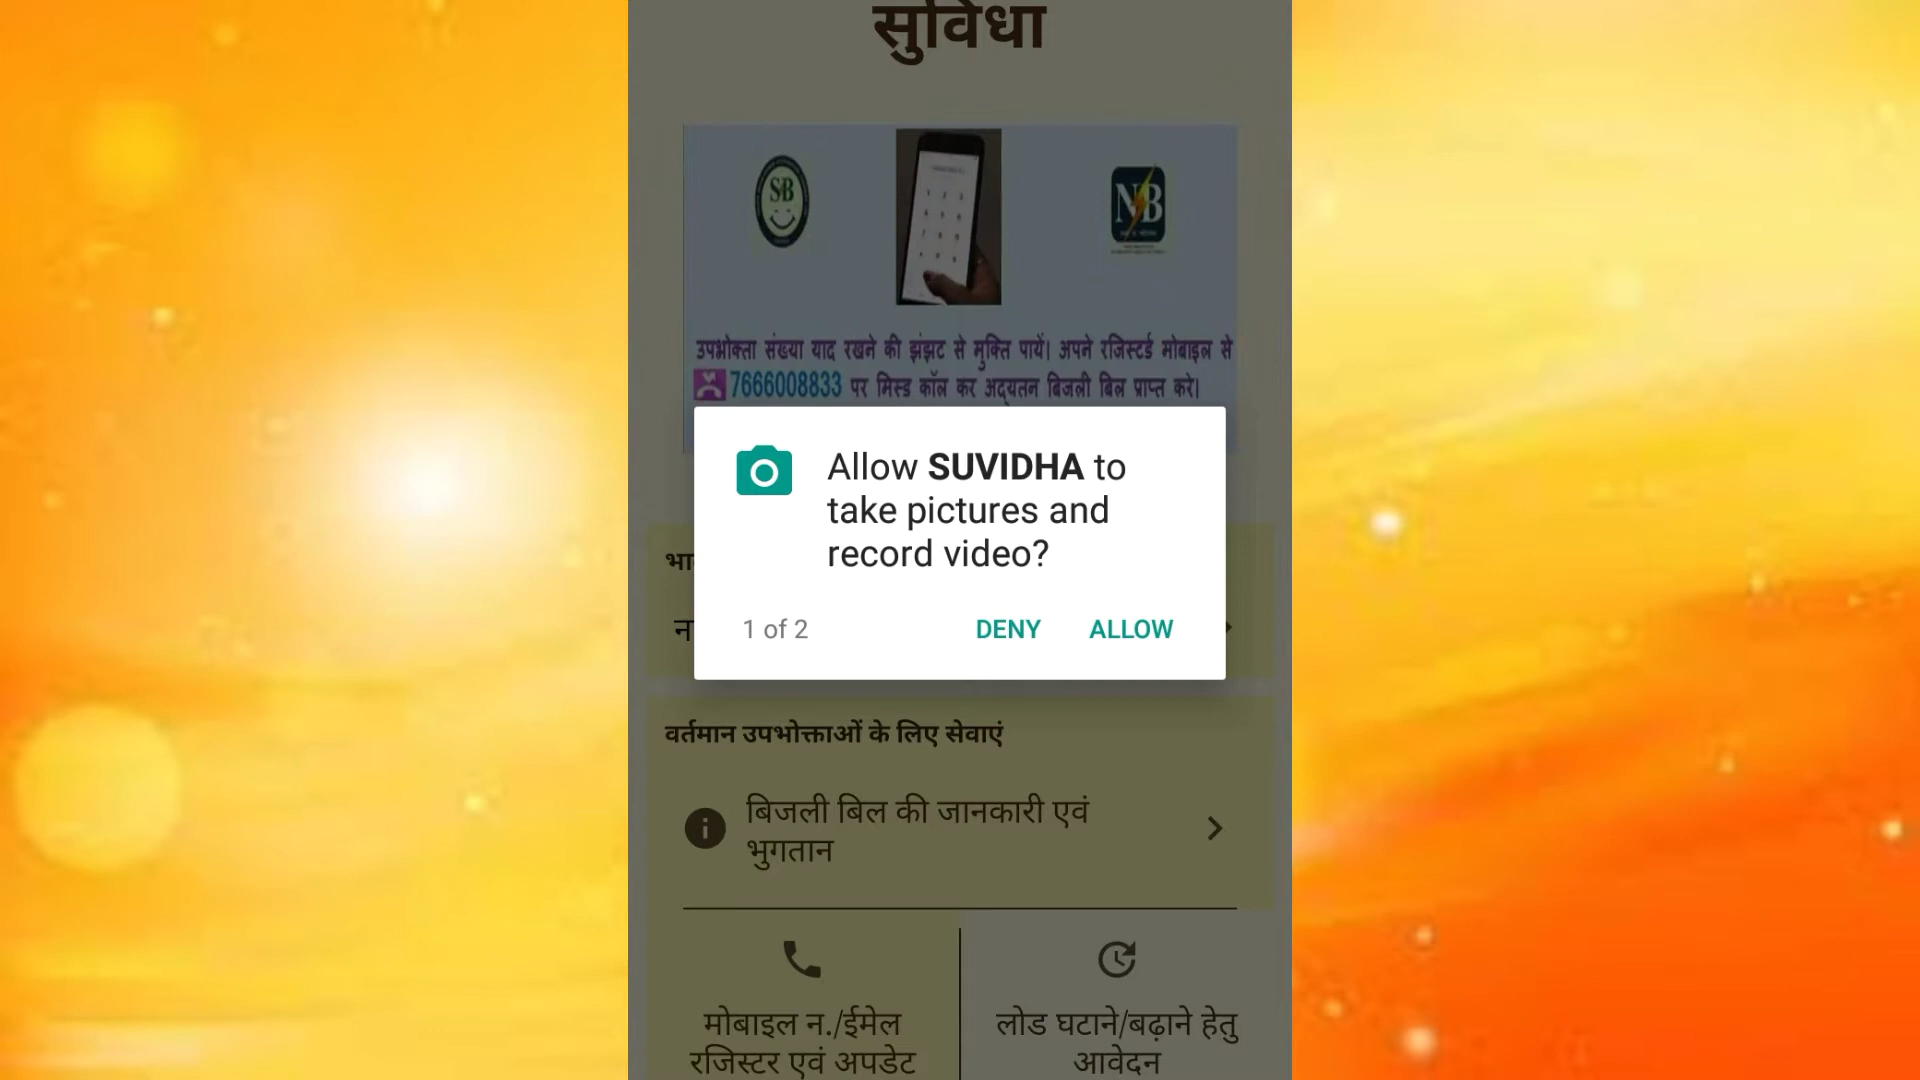 सुविधा
SB
NB
उपभोक्ता संख्या याद रखने की झंझट से मुक्ति पायें। अपने रजिस्टर्ड मोबाइल से
7666008833 पर मिस्ड कॉल कर अद्यतन बिजली बिल प्राप्त करे।
Allow SUVIDHA to
take pictures and
record video?
1 of 2 DENY ALLOW
वर्तमान उपभोक्ताओं के लिए सेवाएं
बिजली बिल की जानकारी एवं
भुगतान
मोबाइल न./ईमेल
रजिस्टर एवं अपडेट
लोड घटाने/बढ़ाने हेतु
आवेदन